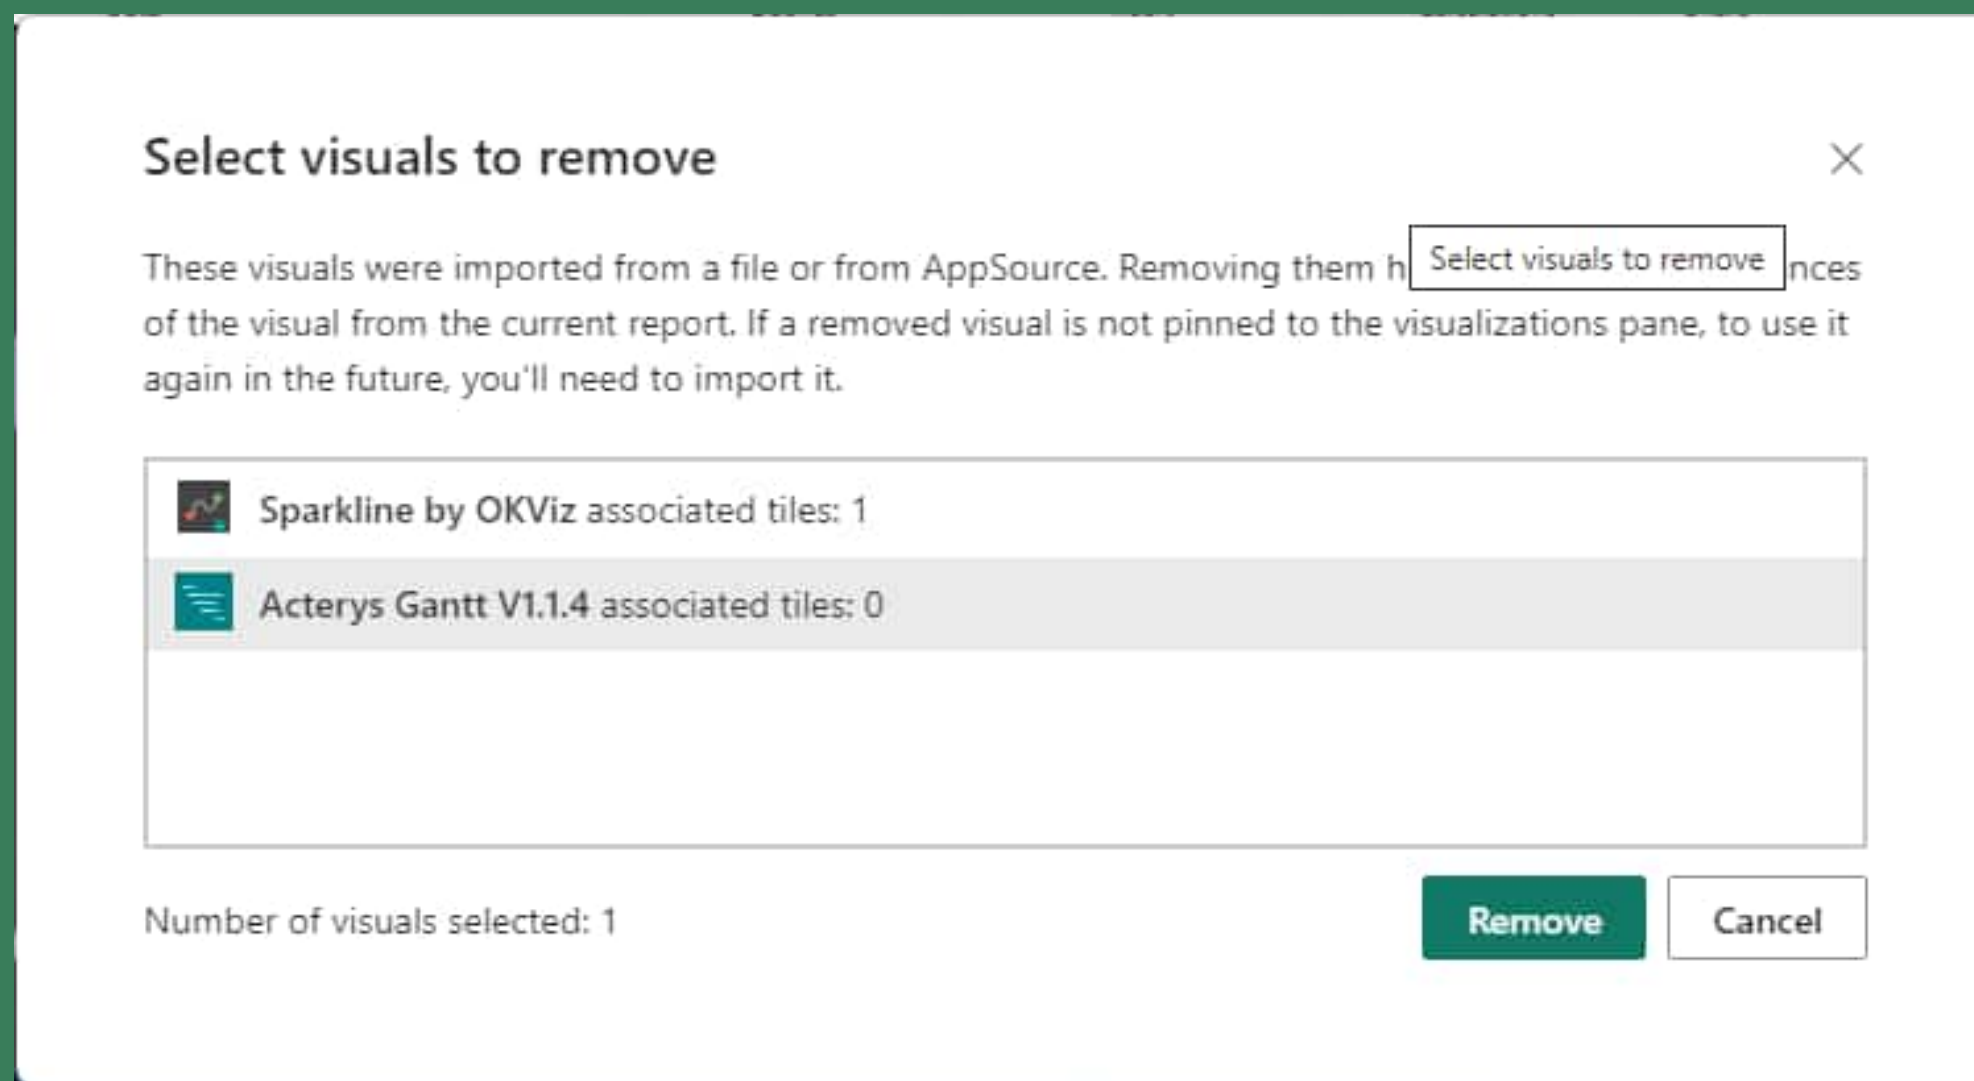 Select visuals to remove
These visuals were imported from a file or from AppSource. Removing them h Select visuals to remove nces
of the visual from the current report. If a removed visual is not pinned to the visualizations pane, to use it
again in the future, you'll need to import it.
Sparkline by OKViz associated tiles: 1
Acterys Gantt V1.1.4 associated tiles: 0
Number of visuals selected: 1
Remove
Cancel